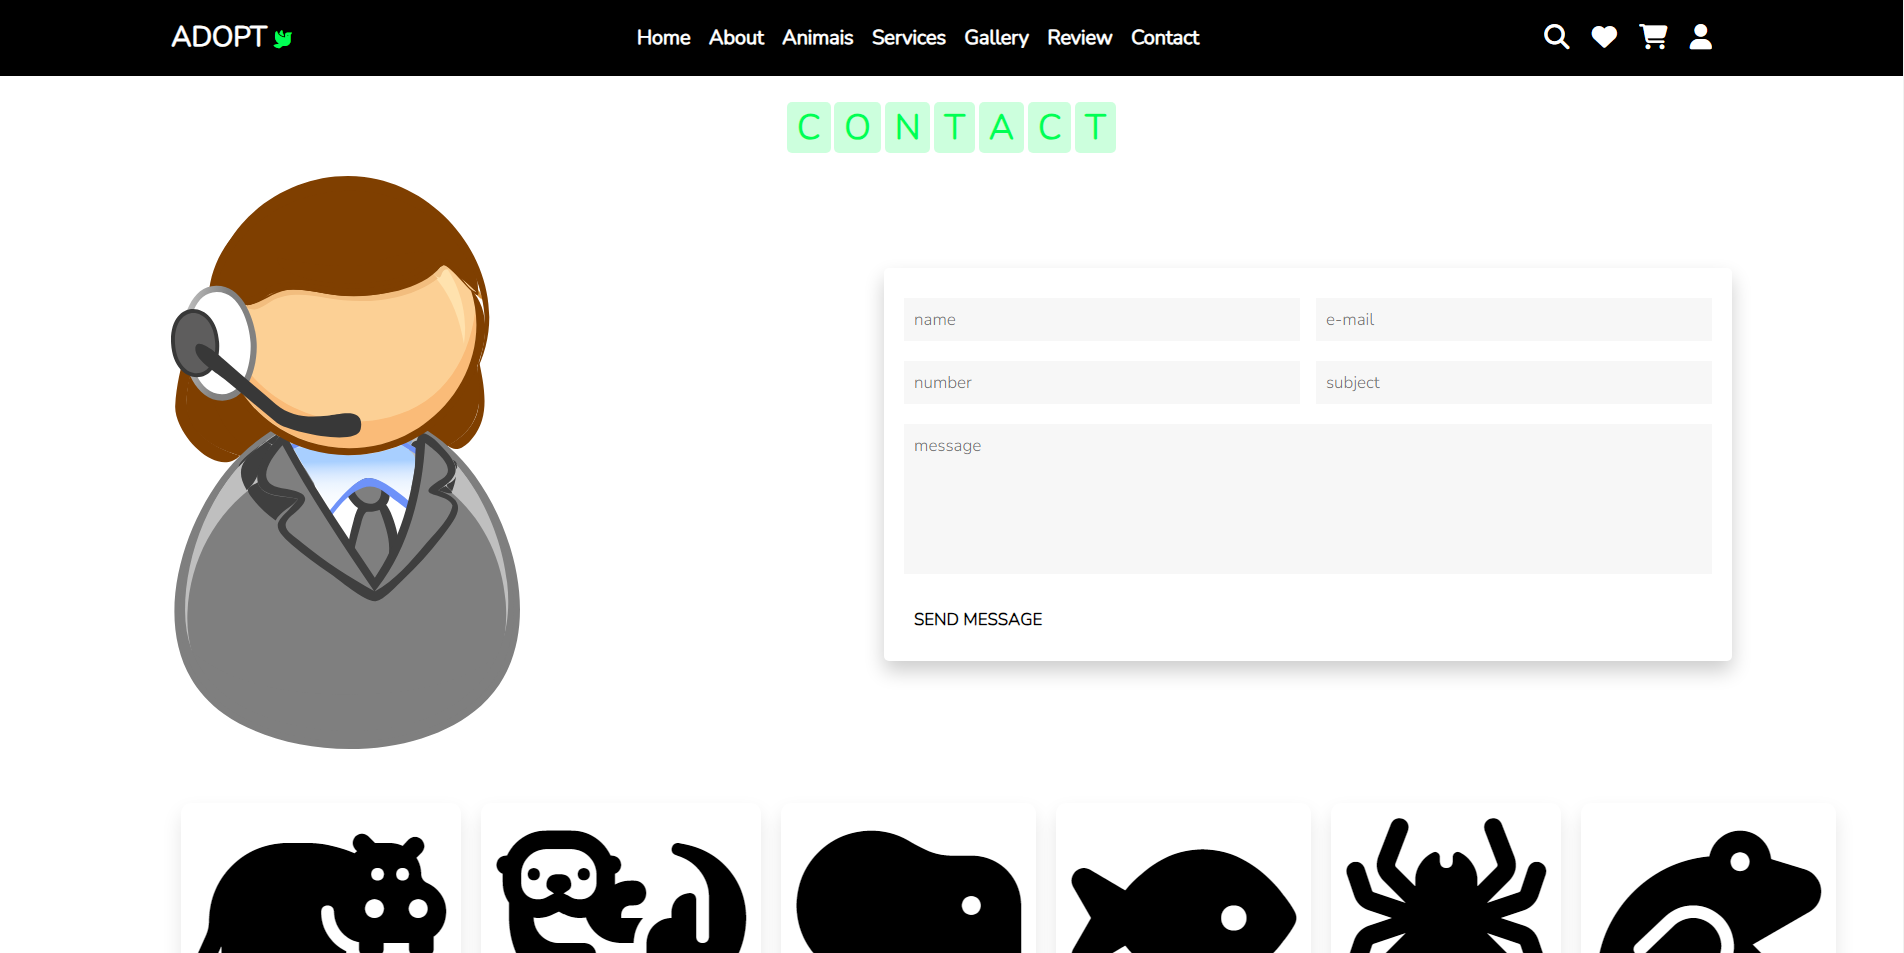 ADOPT
Home About Animais Services Gallery Review Contact
CONTACT
name
e-mail
number
subject
message
SEND MESSAGE